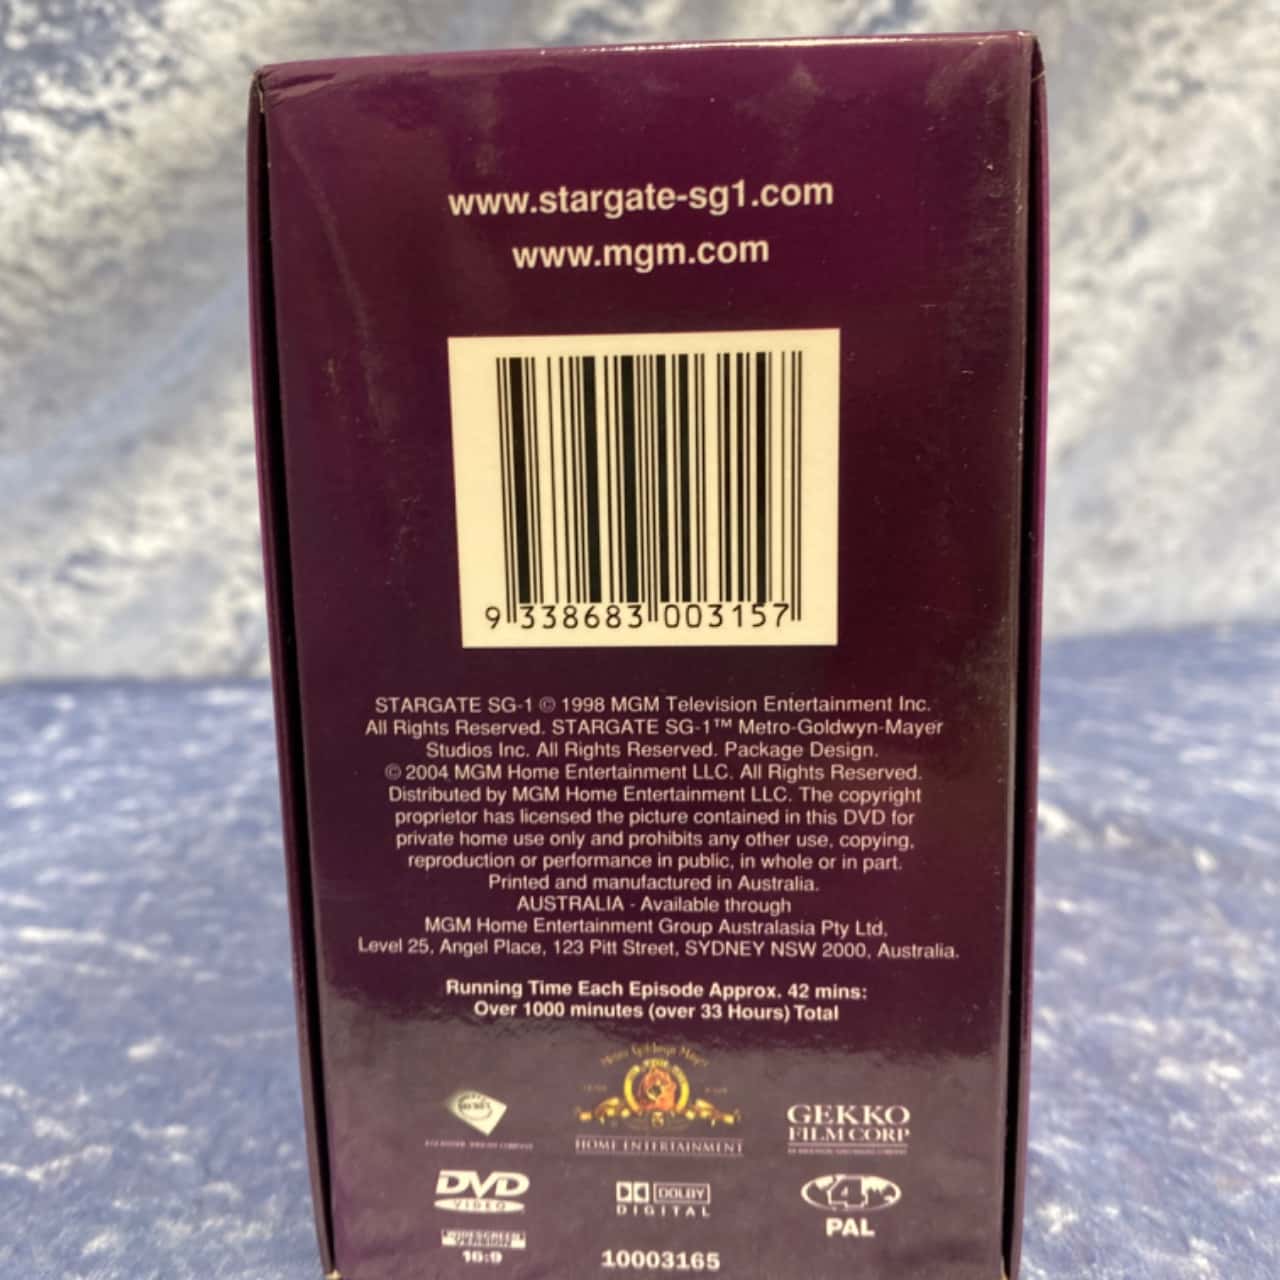 www.stargate-sg1.com
www.mgm.com
9 338683 003157
STARGATE SG-1 © 1998 MGM Television Entertainment Inc.
All Rights Reserved. STARGATE SG-1™ Metro-Goldwyn-Mayer
Studios Inc. All Rights Reserved. Package Design.
© 2004 MGM Home Entertainment LLC. All Rights Reserved.
Distributed by MGM Home Entertainment LLC. The copyright
proprietor has licensed the picture contained in this DVD for
private home use only and prohibits any other use, copying,
reproduction or performance in public, in whole or in part.
Printed and manufactured in Australia.
AUSTRALIA - Available through
MGM Home Entertainment Group Australasia Pty Ltd,
Level 25, Angel Place, 123 Pitt Street, SYDNEY NSW 2000, Australia.
Running Time Each Episode Approx. 42 mins:
Over 1000 minutes (over 33 Hours) Total
Metro Goldwyn Mayer
HOME ENTERTAINMENT
GEKKO
FILM CORP
DVD
VIDEO
DOLBY
DIGITAL
4
PAL
WIDESCREEN
VERSION
16:9
10003165